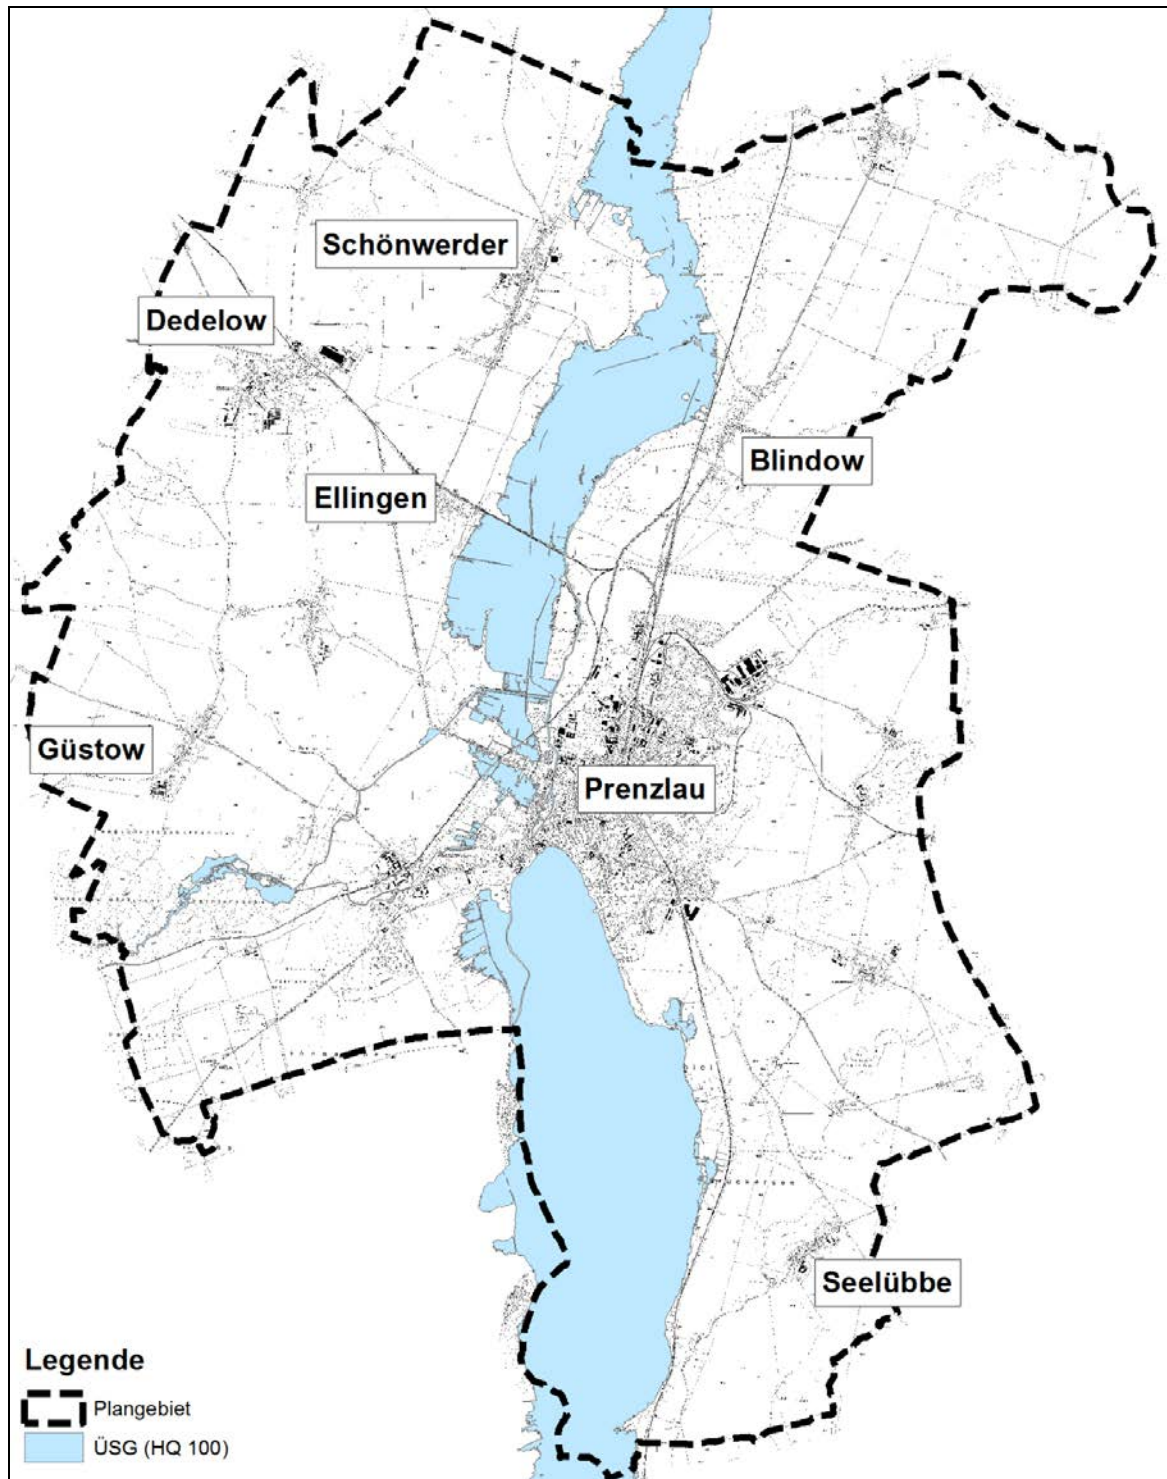 Schönwerder
Dedelow
Blindow
Ellingen
Güstow
Prenzlau
Seelübbe
Legende
Plangebiet
ÜSG (HQ 100)